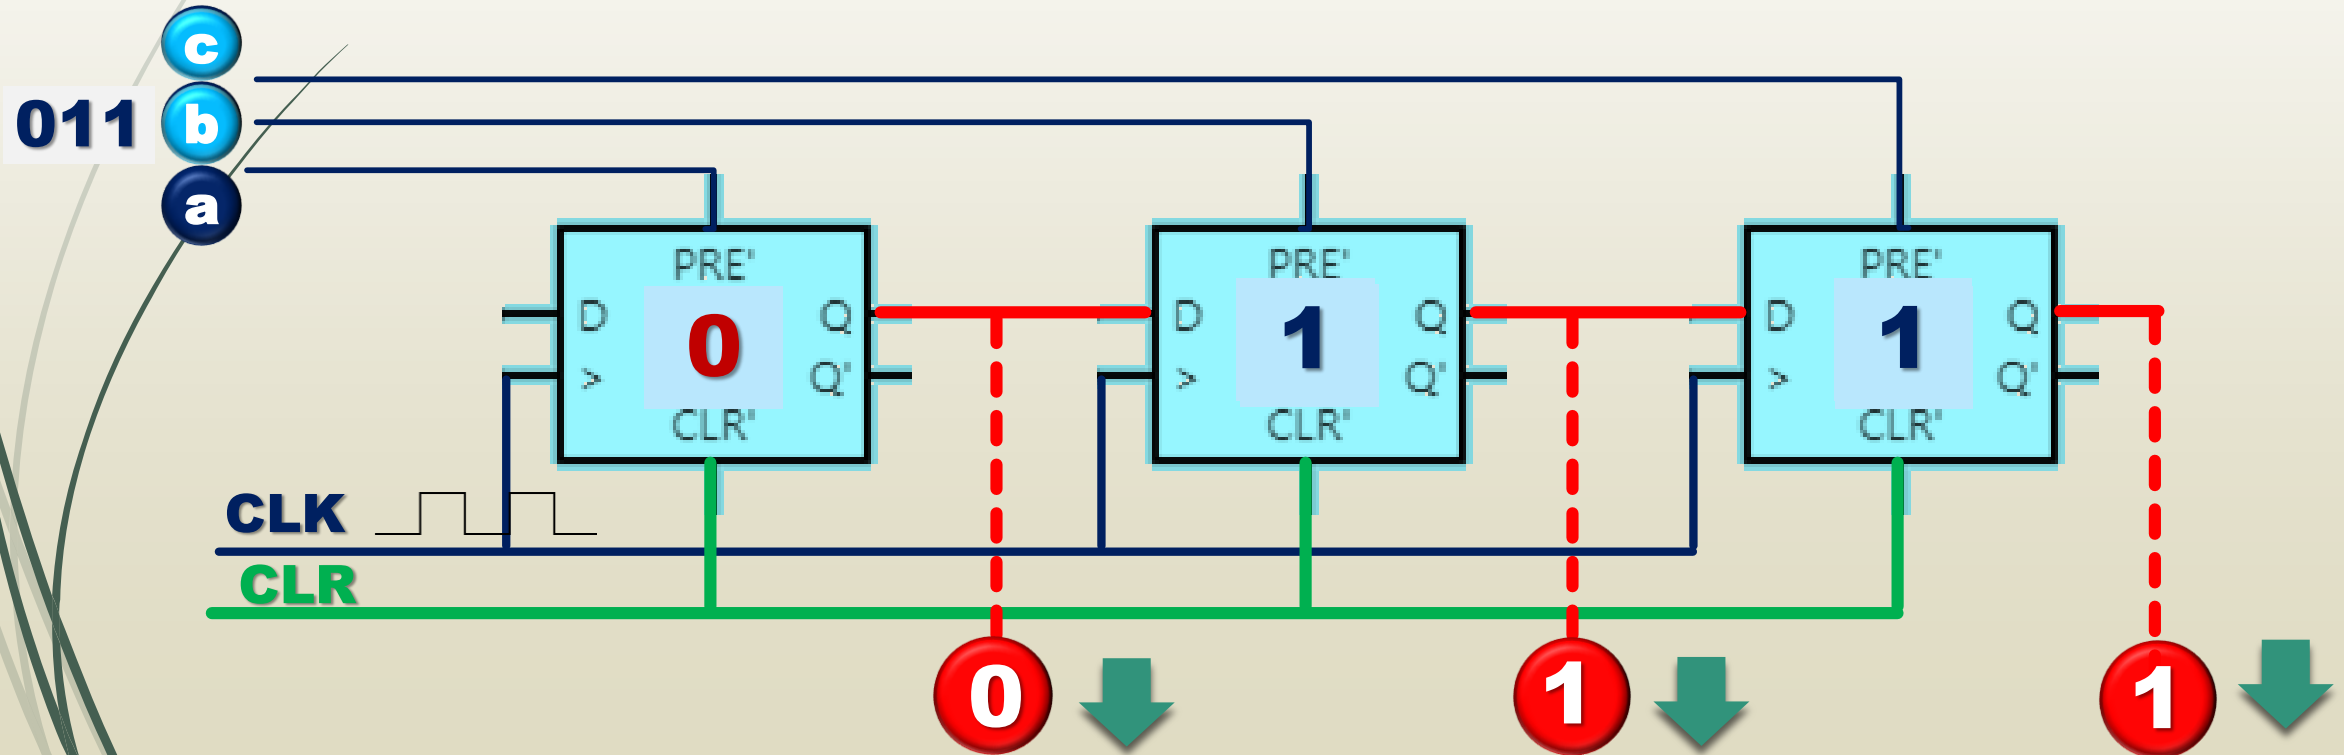 c
011 b
a
PRE' PRE' PRE'
D 0 Q D 1 Q D 1 Q
> Q' > Q' > Q'
CLR' CLR' CLR'
CLK
CLR
0 1 1